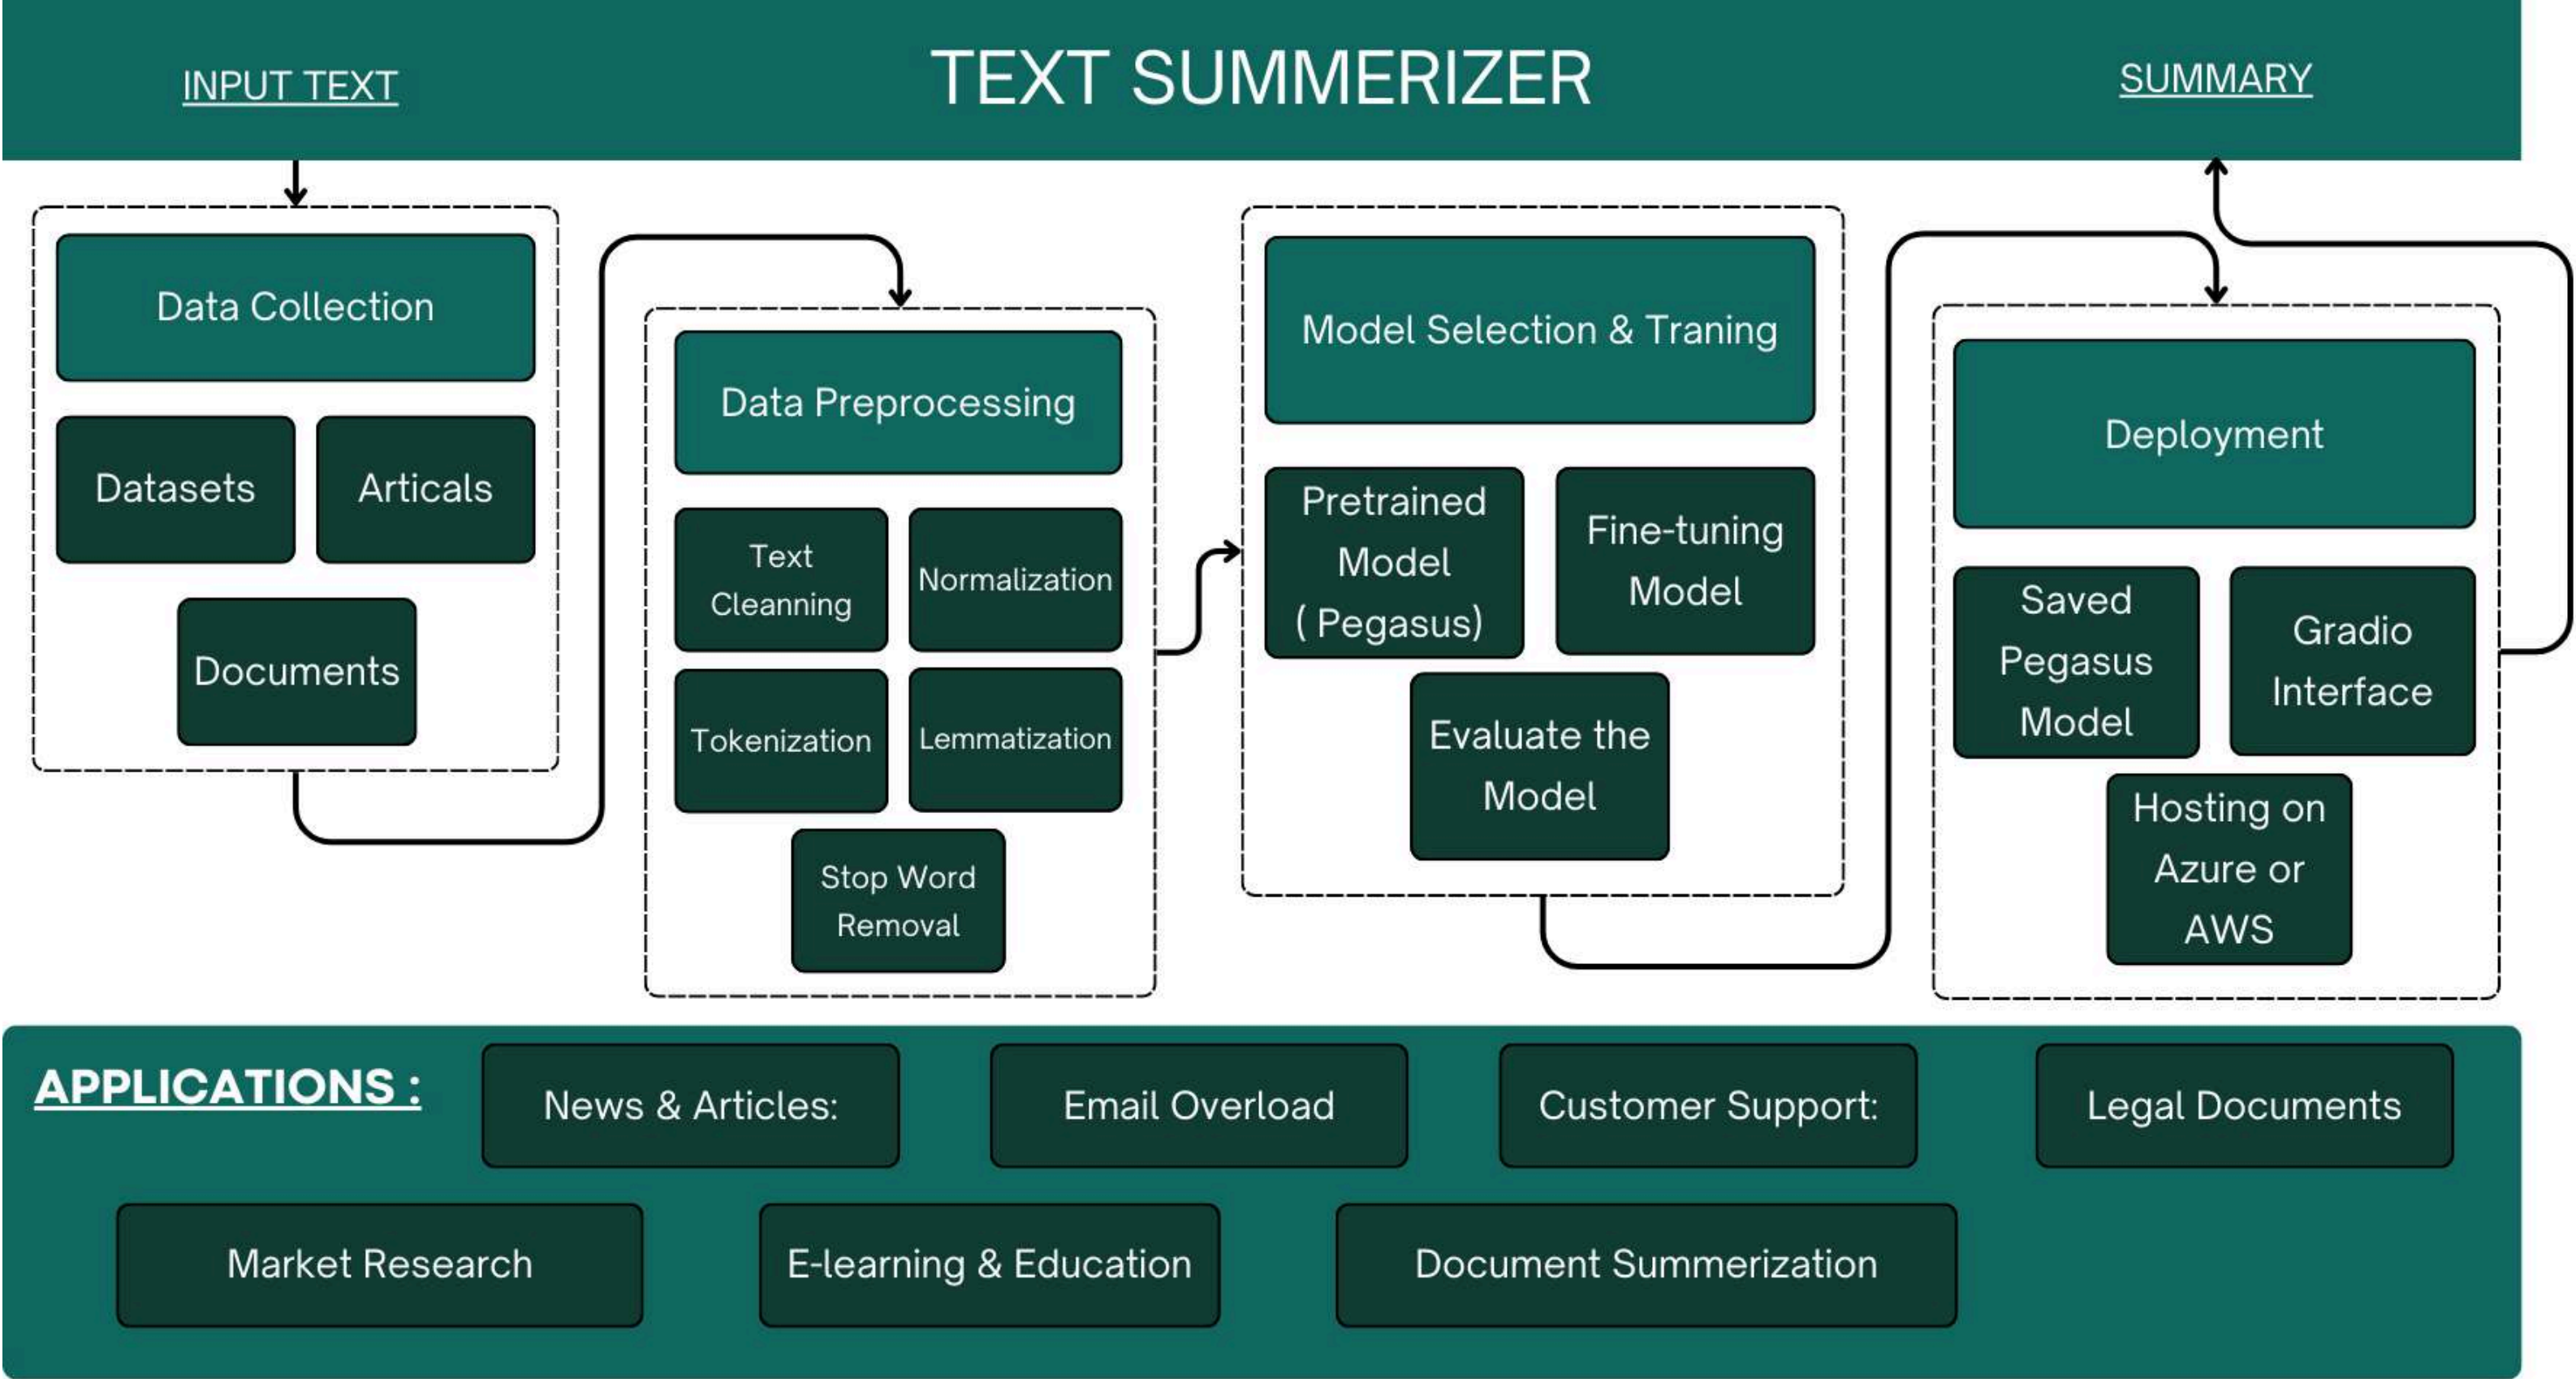 INPUT TEXT
TEXT SUMMERIZER
SUMMARY
Data Collection
Datasets
Articals
Documents
Data Preprocessing
Text
Cleanning
Normalization
Tokenization
Lemmatization
Stop Word
Removal
Model Selection & Traning
Pretrained
Model
( Pegasus)
Fine-tuning
Model
Evaluate the
Model
Deployment
Saved
Pegasus
Model
Gradio
Interface
Hosting on
Azure or
AWS
APPLICATIONS :
News & Articles:
Email Overload
Customer Support:
Legal Documents
Market Research
E-learning & Education
Document Summerization